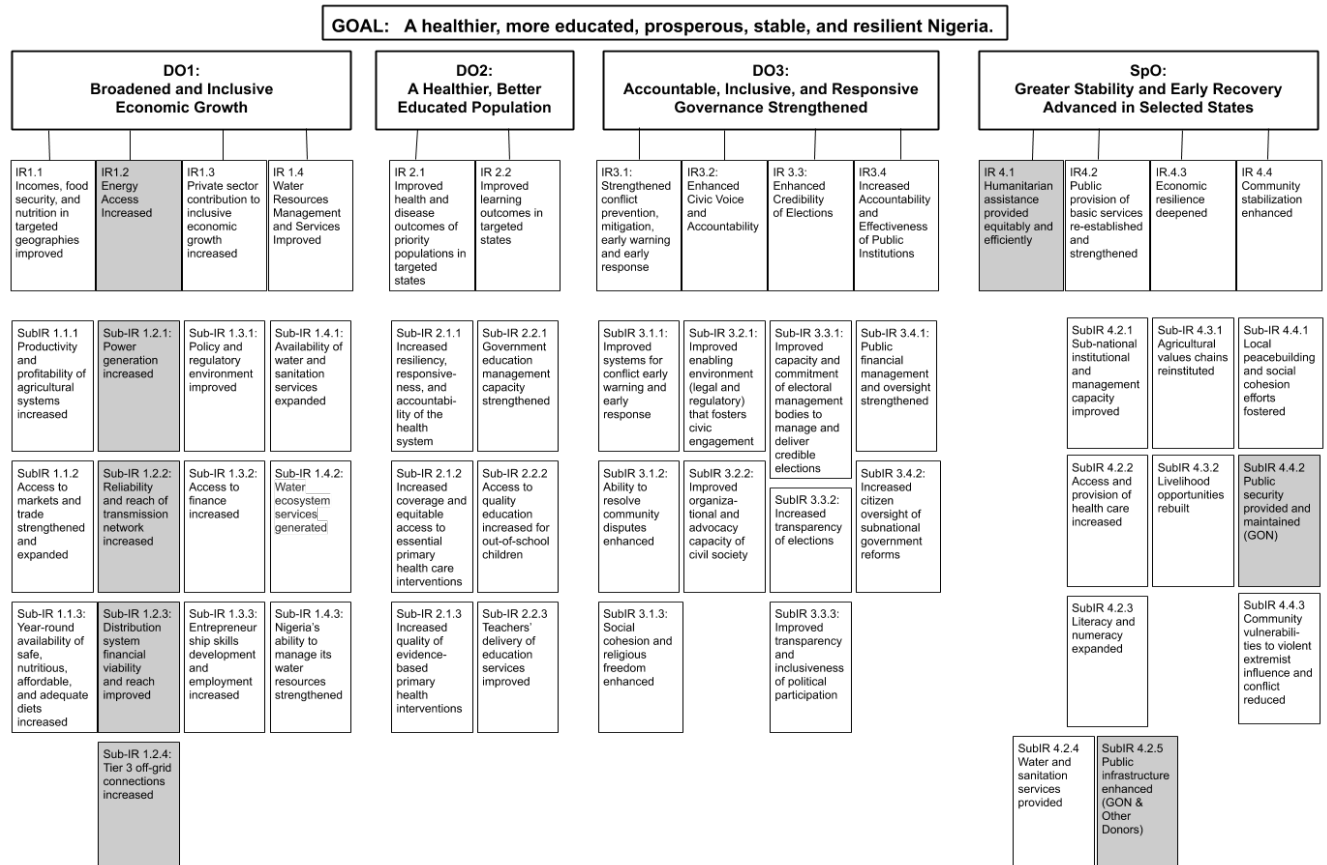 GOAL: A healthier, more educated, prosperous, stable, and resilient Nigeria.
DO1:
Broadened and Inclusive
Economic Growth
DO2:
A Healthier, Better
Educated Population
DO3:
Accountable, Inclusive, and Responsive
Governance Strengthened
SpO:
Greater Stability and Early Recovery
Advanced in Selected States
IR1.1
Incomes, food
security, and
nutrition in
targeted
geographies
improved
IR1.2
Energy
Access
Increased
IR1.3
Private sector
contribution to
inclusive
economic
growth
increased
IR 1.4
Water
Resources
Management
and Services
Improved
IR 2.1
Improved
health and
disease
outcomes of
priority
populations in
targeted
states
IR 2.2
Improved
learning
outcomes in
targeted
states
IR3.1:
Strengthened
conflict
prevention,
mitigation,
early warning
and early
response
IR3.2:
Enhanced
Civic Voice
and
Accountability
IR 3.3:
Enhanced
Credibility
of Elections
IR3.4
Increased
Accountability
and
Effectiveness
of Public
Institutions
IR 4.1
Humanitarian
assistance
provided
equitably and
efficiently
IR4.2
Public
provision of
basic services
re-established
and
strengthened
IR.4.3
Economic
resilience
deepened
IR 4.4
Community
stabilization
enhanced
SubIR 1.1.1
Productivity
and
profitability of
agricultural
systems
increased
Sub-IR 1.2.1:
Power
generation
increased
Sub-IR 1.3.1:
Policy and
regulatory
environment
improved
Sub-IR 1.4.1:
Availability of
water and
sanitation
services
expanded
Sub-IR 2.1.1
Increased
resiliency,
responsive-
ness, and
accountabi-
lity of the
health
system
Sub-IR 2.2.1
Government
education
management
capacity
strengthened
SubIR 3.1.1:
Improved
systems for
conflict early
warning and
early
response
SubIR 3.2.1:
Improved
enabling
environment
(legal and
regulatory)
that fosters
civic
engagement
SubIR 3.3.1:
Improved
capacity and
commitment
of electoral
management
bodies to
manage and
deliver
credible
elections
SubIR 3.4.1:
Public
financial
management
and oversight
strengthened
SubIR 4.2.1
Sub-national
institutional
and
management
capacity
improved
SubIR 4.3.1
Agricultural
values chains
reinstituted
Sub-IR 4.4.1
Local
peacebuilding
and social
cohesion
efforts
fostered
SubIR 1.1.2
Access to
markets and
trade
strengthened
and
expanded
Sub-IR 1.2.2:
Reliability
and reach of
transmission
network
increased
Sub-IR 1.3.2:
Access to
finance
increased
Sub-IR 1.4.2:
Water
ecosystem
services
generated
Sub-IR 2.1.2
Increased
coverage and
equitable
access to
essential
primary
health care
interventions
Sub-IR 2.2.2
Access to
quality
education
increased for
out-of-school
children
SubIR 3.1.2:
Ability to
resolve
community
disputes
enhanced
SubIR 3.2.2:
Improved
organiza-
tional and
advocacy
capacity of
civil society
SubIR 3.3.2:
Increased
transparency
of elections
SubIR 3.4.2:
Increased
citizen
oversight of
subnational
government
reforms
SubIR 4.2.2
Access and
provision of
health care
increased
SubIR 4.3.2
Livelihood
opportunities
rebuilt
SubIR 4.4.2
Public
security
provided and
maintained
(GON)
Sub-IR 1.1.3:
Year-round
availability of
safe,
nutritious,
affordable,
and adequate
diets
increased
Sub-IR 1.2.3:
Distribution
system
financial
viability
and reach
improved
Sub-IR 1.3.3:
Entrepreneur
ship skills
development
and
employment
increased
Sub-IR 1.4.3:
Nigeria's
ability to
manage its
water
resources
strengthened
Sub-IR 2.1.3
Increased
quality of
evidence-
based
primary
health
interventions
Sub-IR 2.2.3
Teachers'
delivery of
education
services
improved
SubIR 3.1.3:
Social
cohesion and
religious
freedom
enhanced
SubIR 3.3.3:
Improved
transparency
and
inclusiveness
of political
participation
SubIR 4.2.3
Literacy and
numeracy
expanded
SubIR 4.4.3
Community
vulnerabili-
ties to violent
extremist
influence and
conflict
reduced
Sub-IR 1.2.4:
Tier 3 off-grid
connections
increased
SubIR 4.2.4
Water and
sanitation
services
provided
SubIR 4.2.5
Public
infrastructure
enhanced
(GON &
Other
Donors)